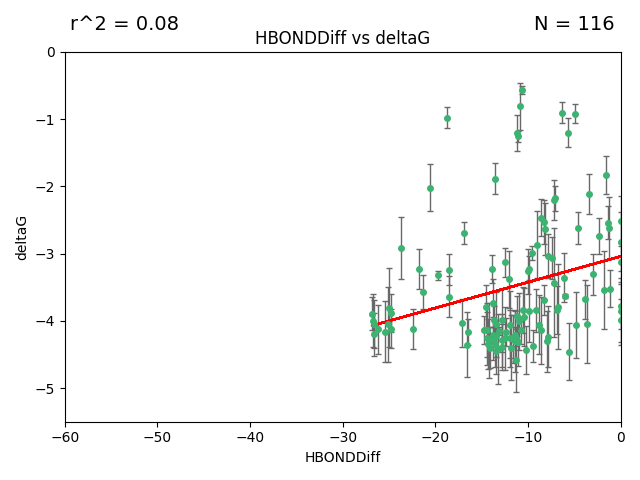 r^2 = 0.08
N = 116
HBONDDiff vs deltaG
0
−1
−2
−3
−4
−5
deltaG
−60
−50
−40
−30
−20
−10
0
HBONDDiff